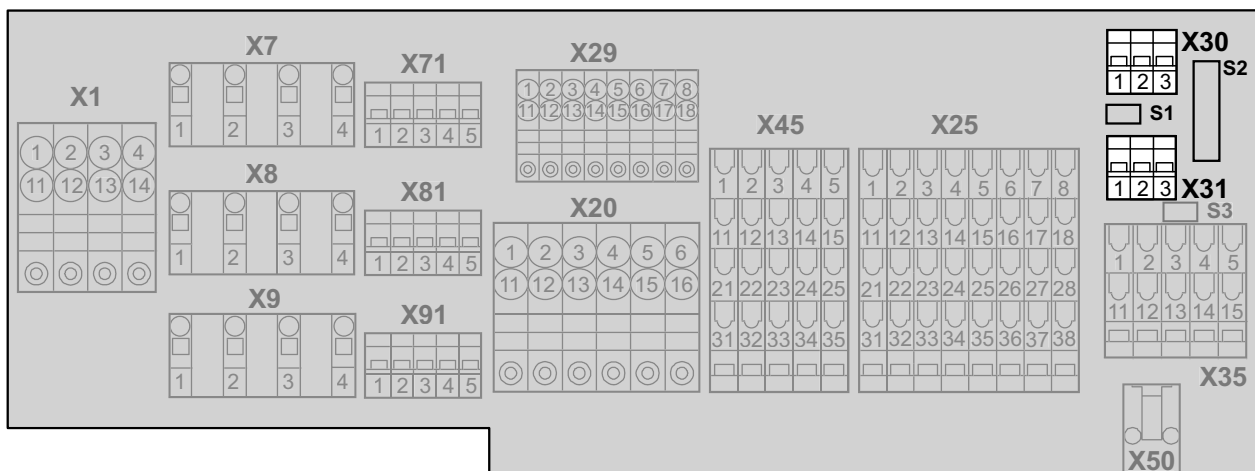 X1
1 2 3 4
11 12 13 14
X7
1 2 3 4
X8
1 2 3 4
X9
1 2 3 4
X71
1 2 3 4 5
X81
1 2 3 4 5
X91
1 2 3 4 5
X29
1 2 3 4 5 6 7 8
11 12 13 14 15 16 17 18
X20
1 2 3 4 5 6
11 12 13 14 15 16
X45
1 2 3 4 5
11 12 13 14 15
21 22 23 24 25
31 32 33 34 35
X25
1 2 3 4 5 6 7 8
11 12 13 14 15 16 17 18
21 22 23 24 25 26 27 28
31 32 33 34 35 36 37 38
X30
1 2 3
S2
S1
1 2 3
X31
S3
1 2 3 4 5
11 12 13 14 15
X35
X50